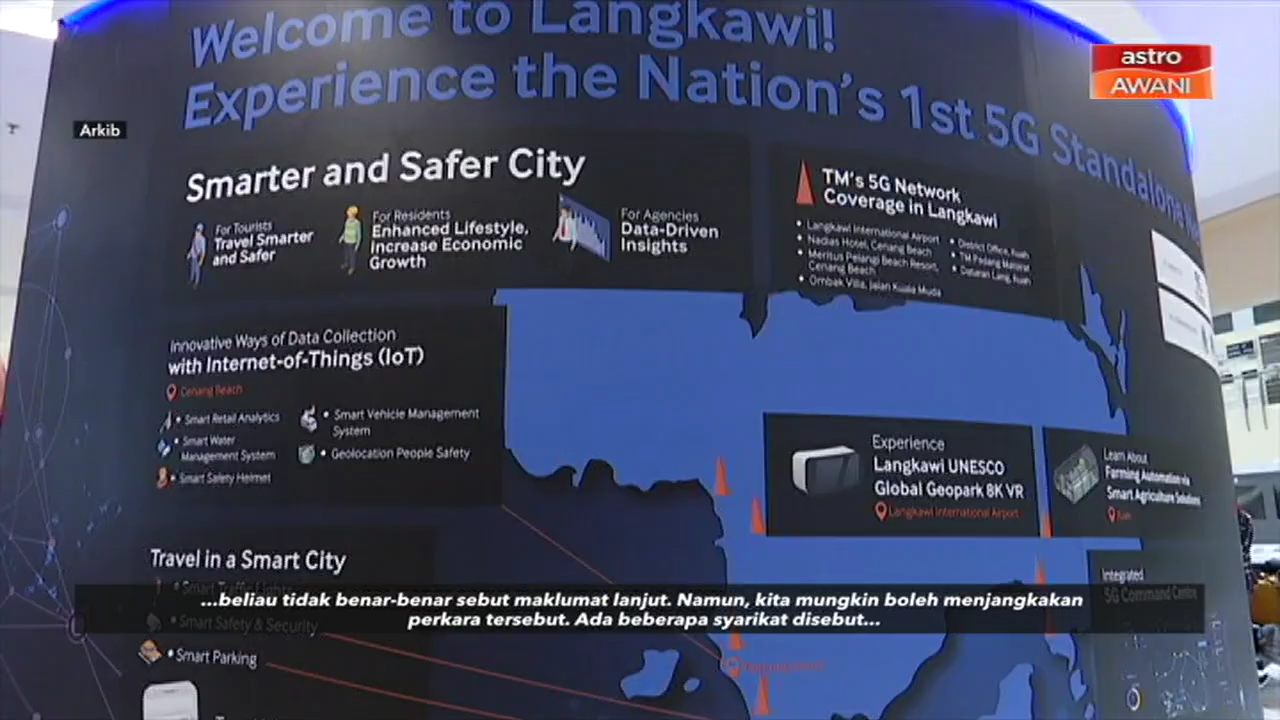 astro
AWANI
Arkib
Welcome to Langkawi!
Experience the Nation's 1st 5G Standalone
Smarter and Safer City
For Tourists
Travel Smarter
and Safer
For Residents
Enhanced Lifestyle,
Increase Economic
Growth
For Agencies
Data-Driven
Insights
TM's 5G Network
Coverage in Langkawi
• Langkawi International Airport
• Nadias Hotel, Cenang Beach
• Meritus Pelangi Beach Resort,
Cenang Beach
• Ombak Villa, Jalan Kuala Muda
• District Office, Kuah
• TM Padang Matsirat
• Dataran Lang, Kuah
Innovative Ways of Data Collection
with Internet-of-Things (IoT)
Cenang Beach
• Smart Retail Analytics
• Smart Water
Management System
• Smart Safety Helmet
• Smart Vehicle Management
System
• Geolocation People Safety
Experience
Langkawi UNESCO
Global Geopark 8K VR
Langkawi International Airport
Learn About
Farming Automation via
Smart Agriculture Solutions
Kuah
Travel in a Smart City
• Smart Traffic Lights
• Smart Safety & Security
• Smart Parking
Integrated
5G Command Centre
...beliau tidak benar-benar sebut maklumat lanjut. Namun, kita mungkin boleh menjangkakan
perkara tersebut. Ada beberapa syarikat disebut...